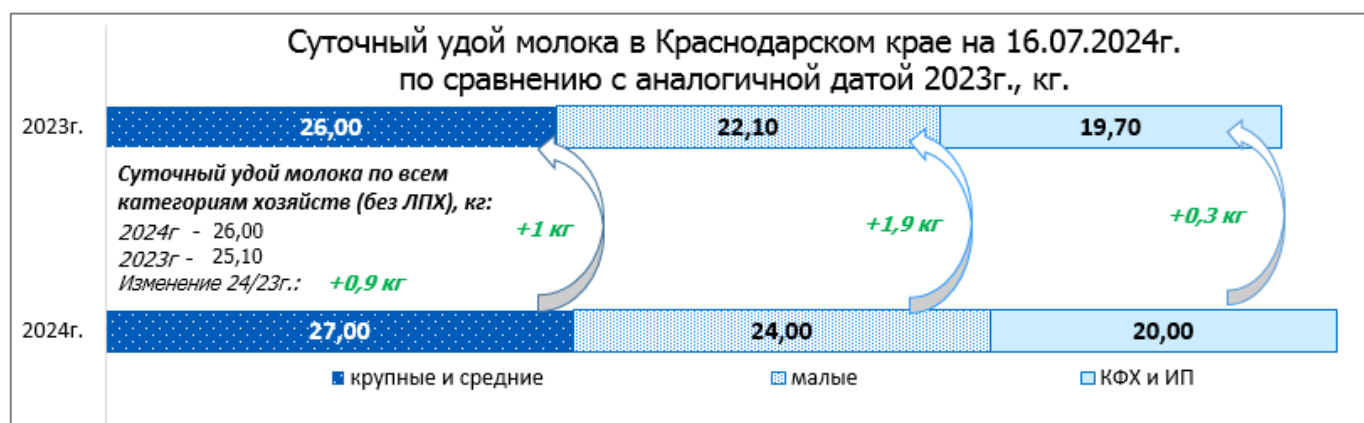 Суточный удой молока в Краснодарском крае на 16.07.2024г.
по сравнению с аналогичной датой 2023г., кг.
2023г.
26,00
22,10
19,70
Суточный удой молока по всем
категориям хозяйств (без ЛПХ), кг:
2024г - 26,00
2023г - 25,10
Изменение 24/23г.: +0,9 кг
+1 кг
+1,9 кг
+0,3 кг
2024г.
27,00
24,00
20,00
крупные и средние
малые
КФХ и ИП